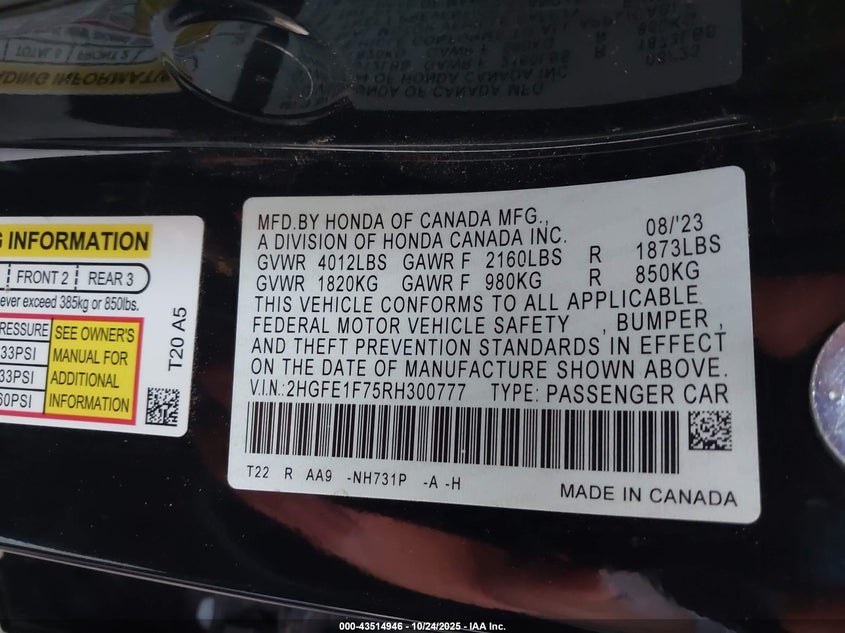 G INFORMATION
FRONT 2 REAR 3
ever exceed 385kg or 850lbs.
RESSURE
33PSI
33PSI
60PSI
SEE OWNER'S
MANUAL FOR
ADDITIONAL
INFORMATION
T20 A5
MFD.BY HONDA OF CANADA MFG., 08/'23
A DIVISION OF HONDA CANADA INC.
GVWR 4012LBS GAWR F 2160LBS R 1873LBS
GVWR 1820KG GAWR F 980KG R 850KG
THIS VEHICLE CONFORMS TO ALL APPLICABLE
FEDERAL MOTOR VEHICLE SAFETY , BUMPER ,
AND THEFT PREVENTION STANDARDS IN EFFECT
ON THE DATE OF MANUFACTURE SHOWN ABOVE.
V.I.N.:2HGFE1F75RH300777 TYPE: PASSENGER CAR
T22 R AA9 -NH731P -A -H
MADE IN CANADA
000-43514946 - 10/24/2025 - IAA Inc.